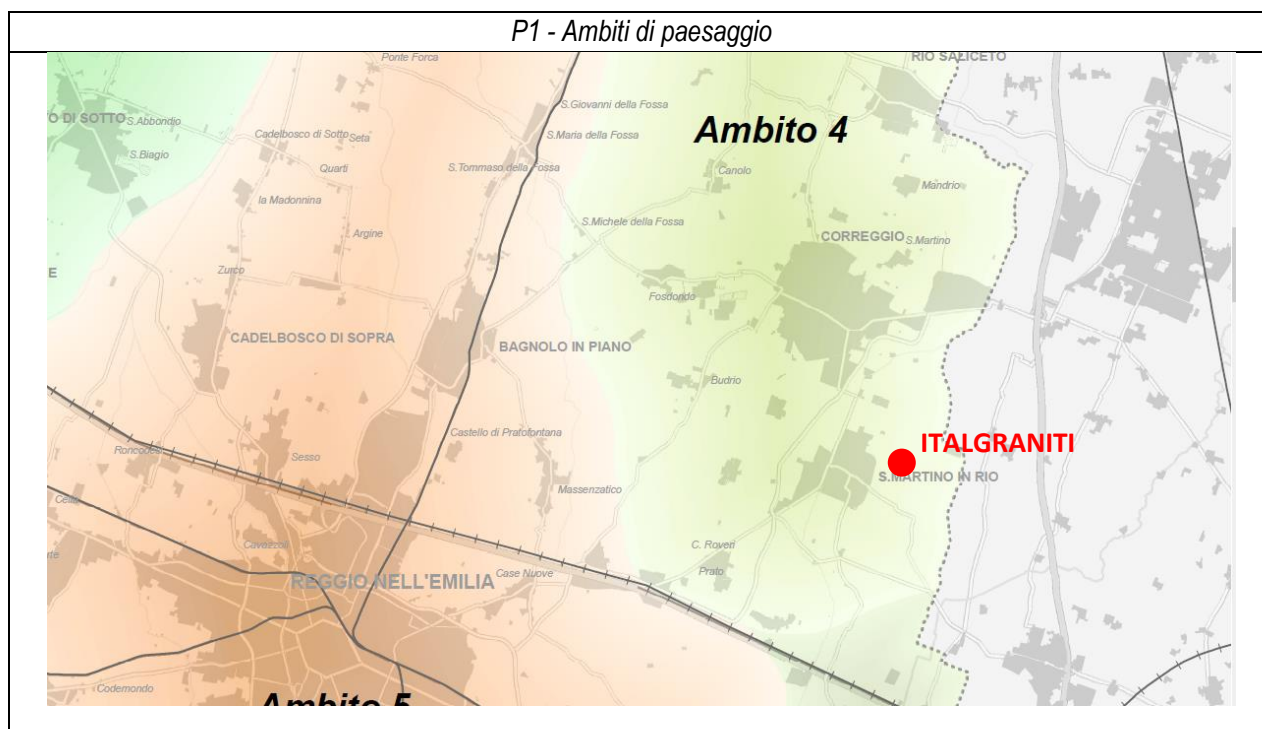 P1 - Ambiti di paesaggio
Ponte Forca
RIO SALICETO
S.Giovanni della Fossa
O DI SOTTO
S.Abbondio
Ambito 4
Cadelbosco di Sotto
Seta
S.Maria della Fossa
S.Biagio
Quarti
S.Tommaso della Fossa
Canolo
Mandrio
la Madonnina
S.Michele della Fossa
Argine
CORREGGIO
S.Martino
Zurco
E
Fosdondo
CADELBOSCO DI SOPRA
BAGNOLO IN PIANO
Budrio
Castello di Pratofontana
ITALGRANITI
Roncocesi
Sesso
S.MARTINO IN RIO
Massenzatico
Cella
Cavazzoli
C. Roveri
Prato
REGGIO NELL'EMILIA
Case Nuove
Codemondo
Ambito 5